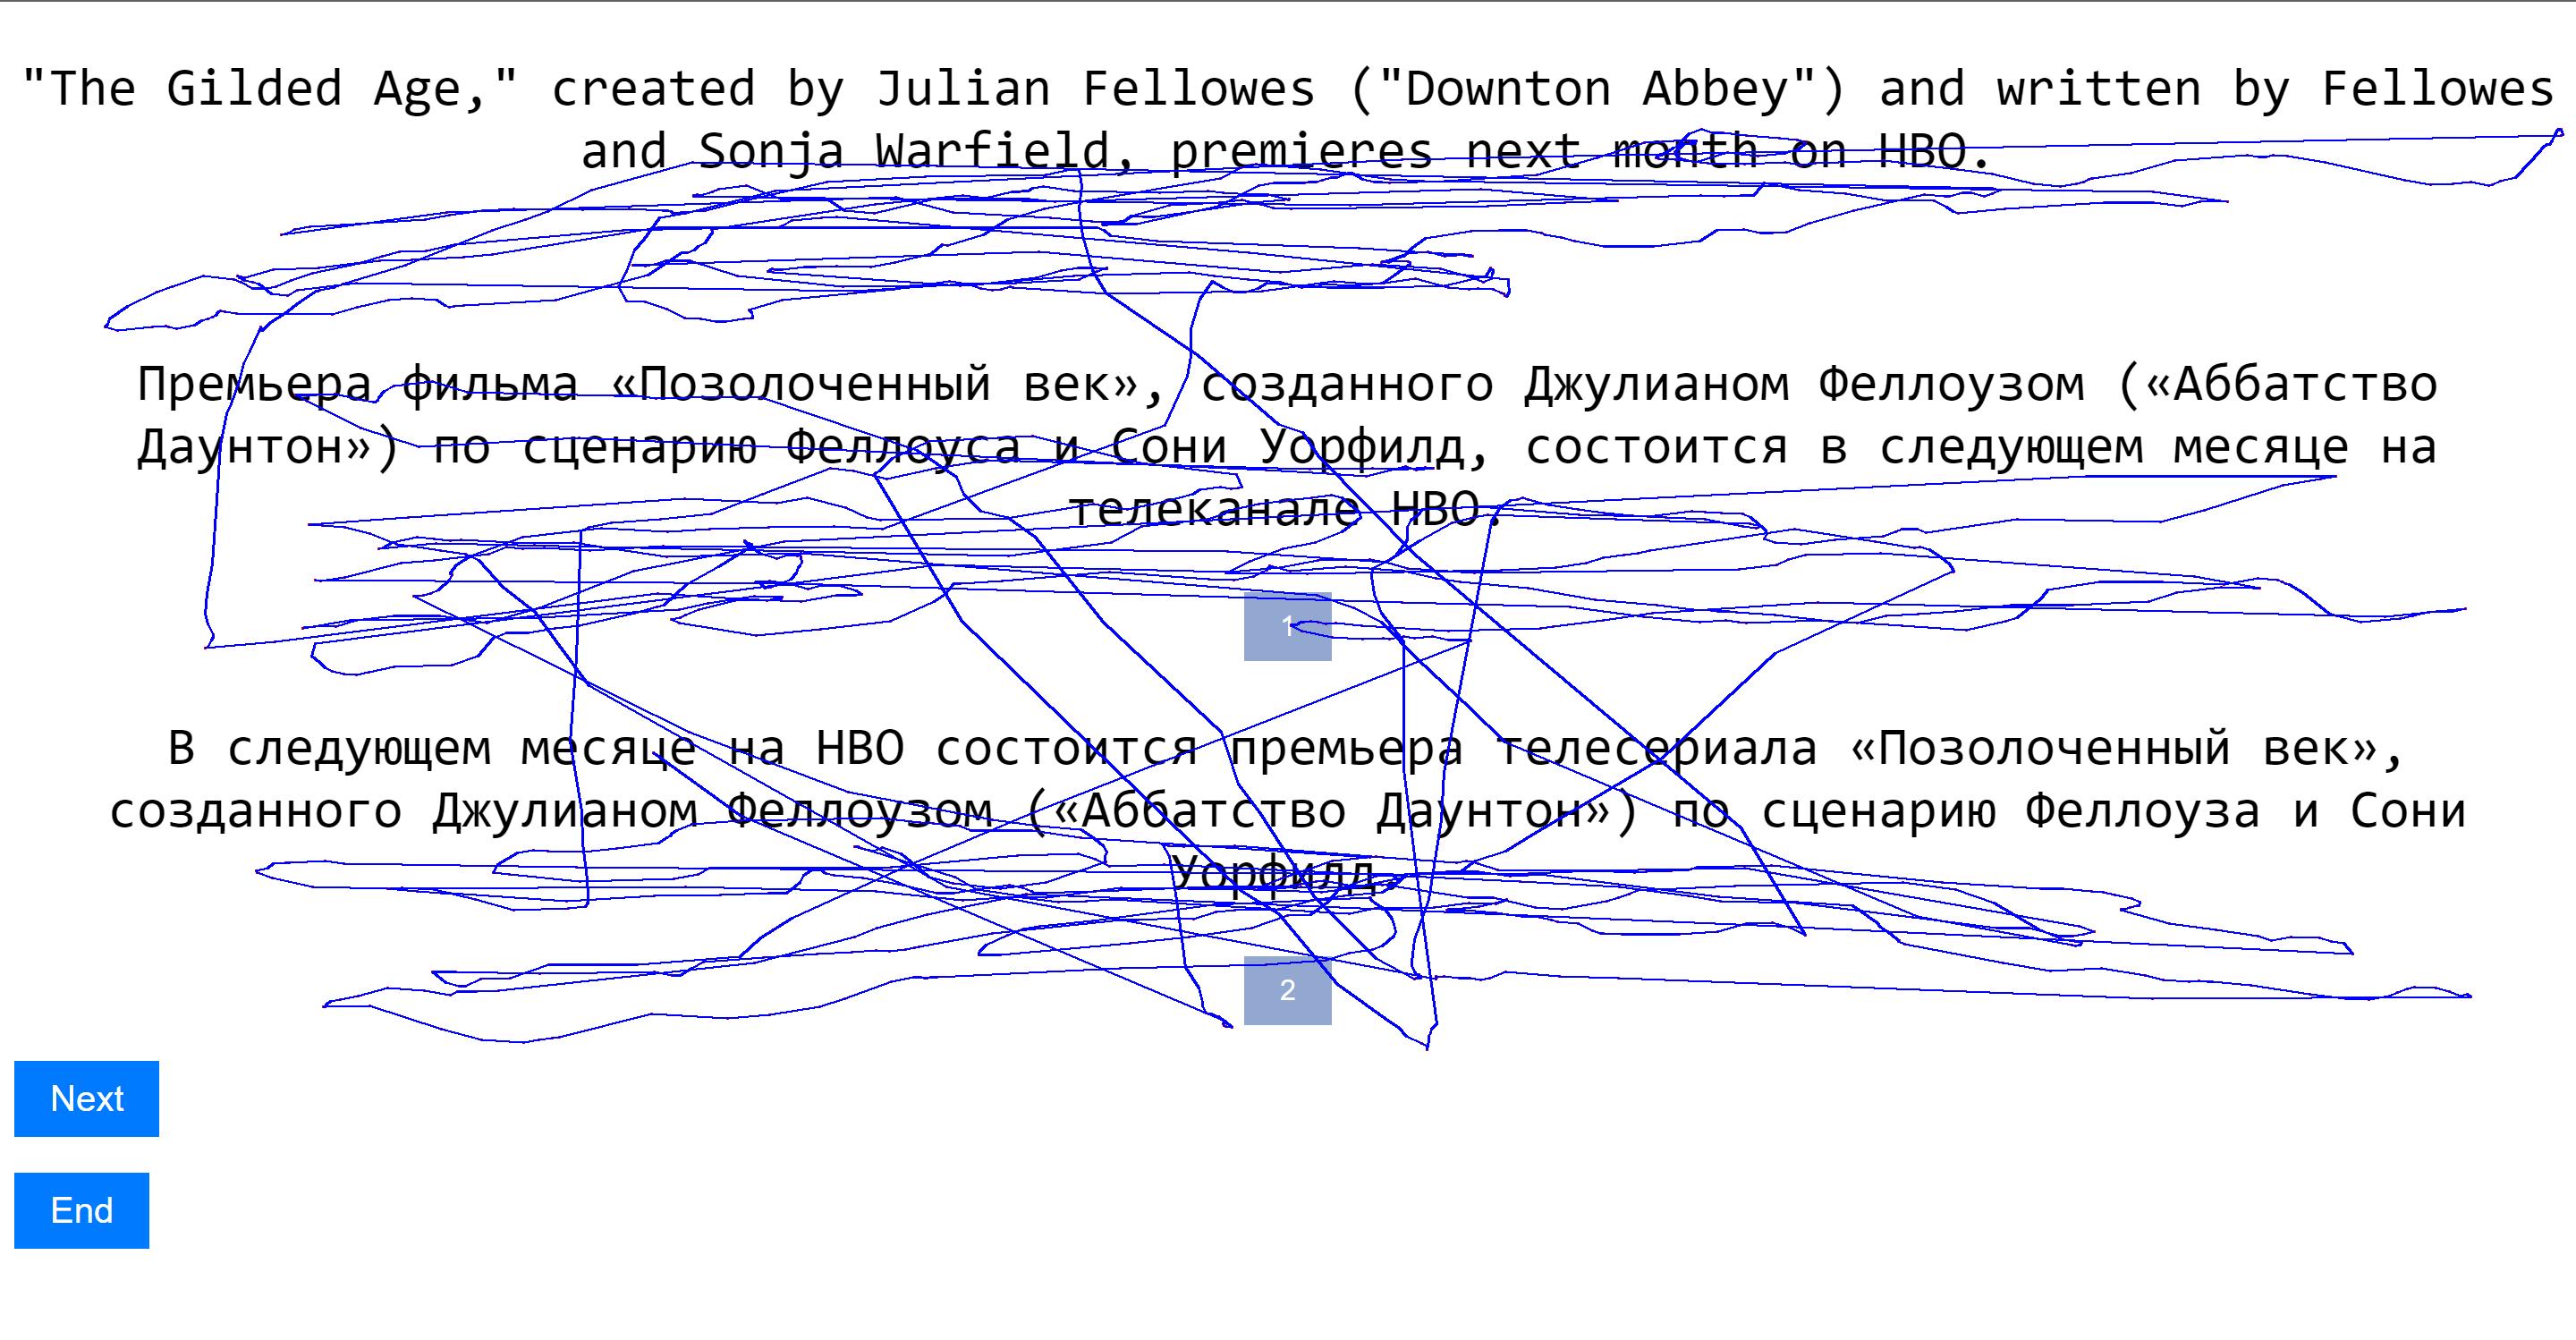 "The Gilded Age," created by Julian Fellowes ("Downton Abbey") and written by Fellowes
and Sonja Warfield, premieres next month on HBO.
Премьера фильма «Позолоченный век», созданного Джулианом Феллоузом («Аббатство
Даунтон») по сценарию Феллоуса и Сони Уорфилд, состоится в следующем месяце на
телеканале HBO.
1
В следующем месяце на HBO состоится премьера телесериала «Позолоченный век»,
созданного Джулианом Феллоузом («Аббатство Даунтон») по сценарию Феллоуза и Сони
Уорфилд
2
Next
End